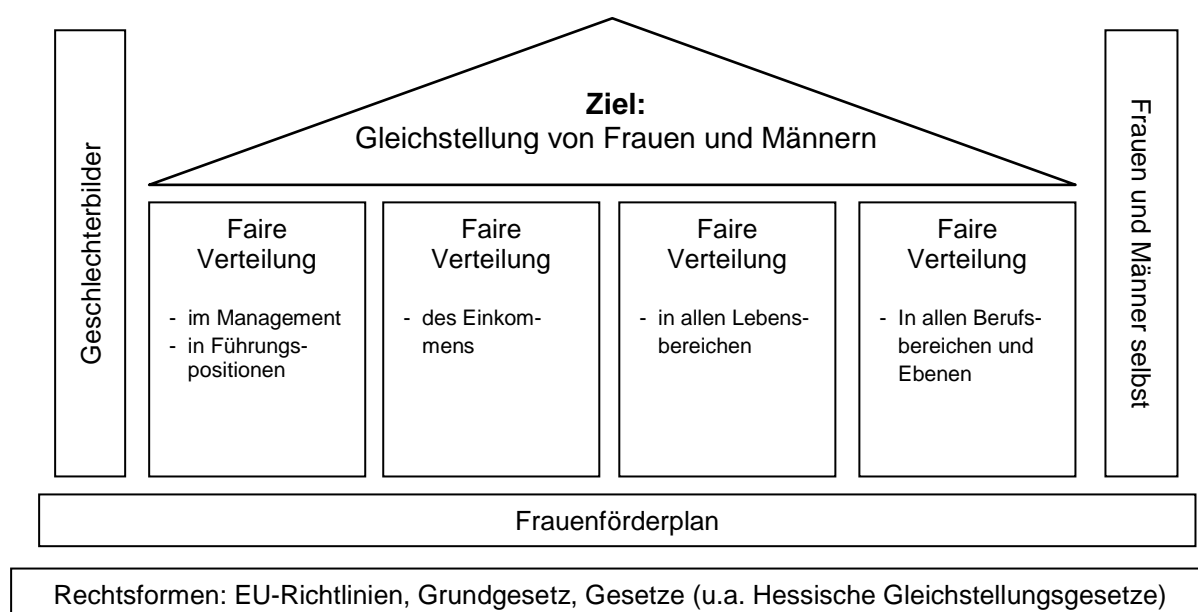 Ziel:
Gleichstellung von Frauen und Männern
Geschlechterbilder
Faire
Verteilung
- im Management
- in Führungs-
positionen
Faire
Verteilung
- des Einkom-
mens
Faire
Verteilung
- in allen Lebens-
bereichen
Faire
Verteilung
- In allen Berufs-
bereichen und
Ebenen
Frauen und Männer selbst
Frauenförderplan
Rechtsformen: EU-Richtlinien, Grundgesetz, Gesetze (u.a. Hessische Gleichstellungsgesetze)